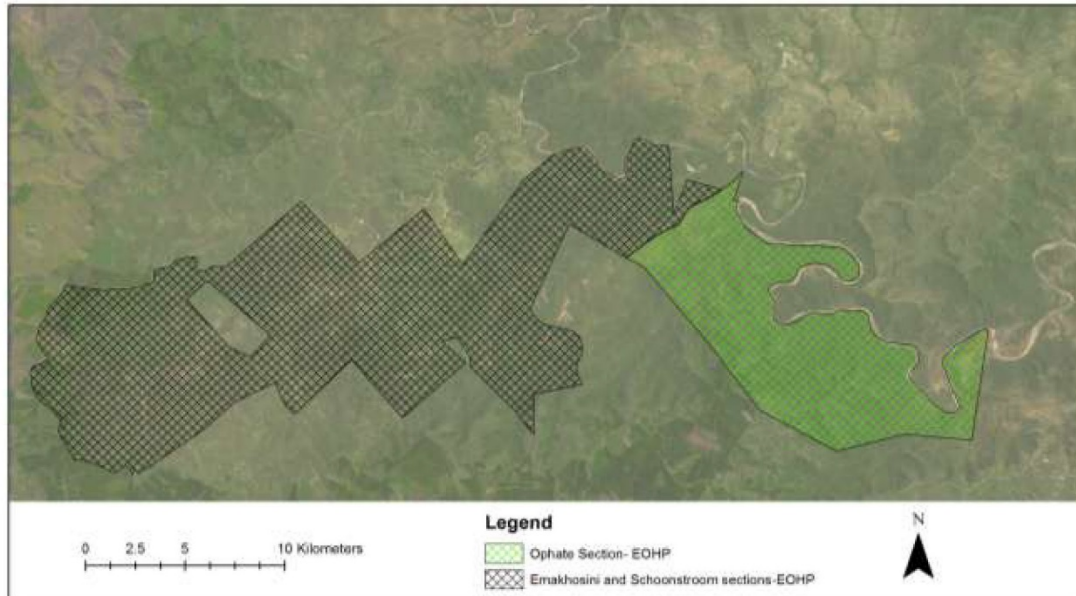 Legend
N
0 2.5 5 10 Kilometers
Ophate Section- EOHP
Emakhosini and Schoonstroom sections-EOHP